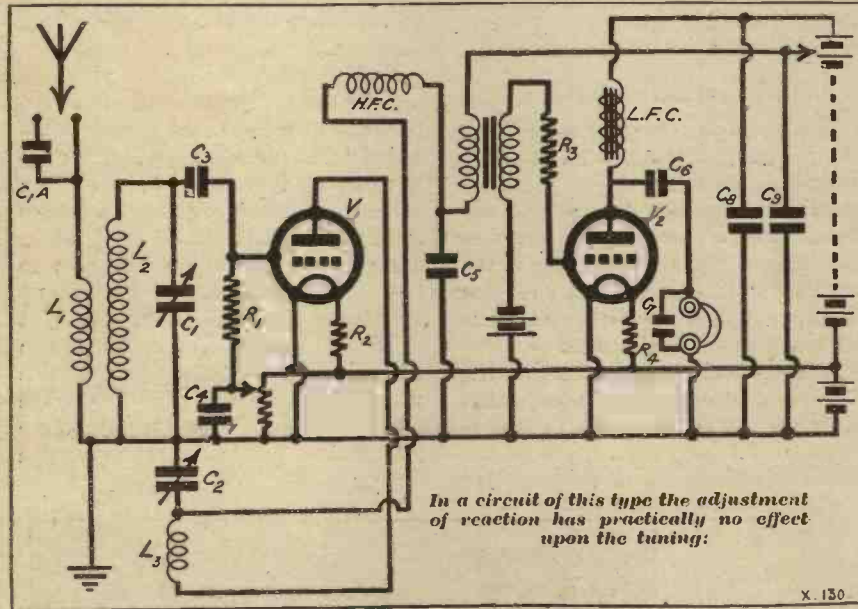 H.F.C.
L.F.C.
C₃
R₃
C₆
C₁A
V
V₂
L₂
C₈
C₉
C₅
L₁
C₁
R₁
R₂
C₇
R₄
C₄
C₂
L₃
In a circuit of this type the adjustment
of reaction has practically no effect
upon the tuning:
X.130